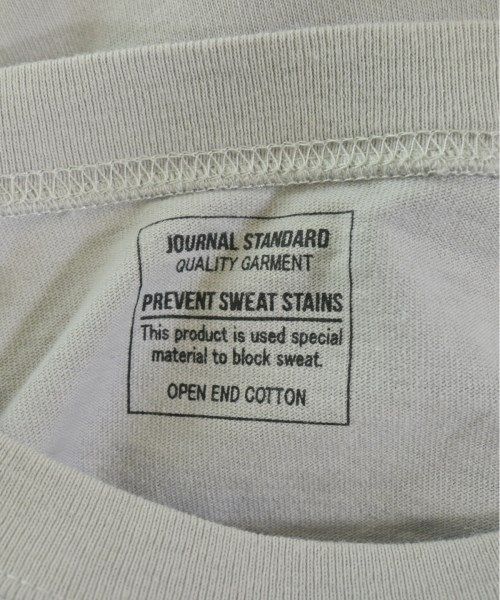 JOURNAL STANDARD
QUALITY GARMENT
PREVENT SWEAT STAINS
This product is used special
material to block sweat.
OPEN END COTTON